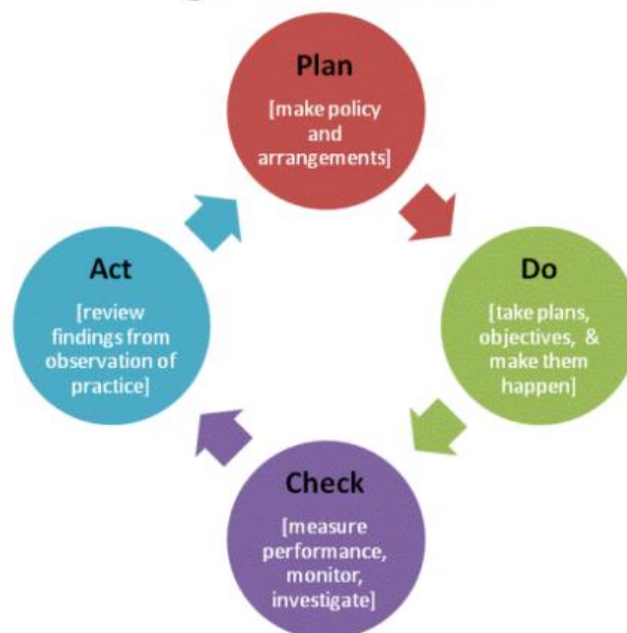 Plan
[make policy
and
arrangements]
Do
[take plans,
objectives, &
make them
happen]
Check
[measure
performance,
monitor,
investigate]
Act
[review
findings from
observation of
practice]